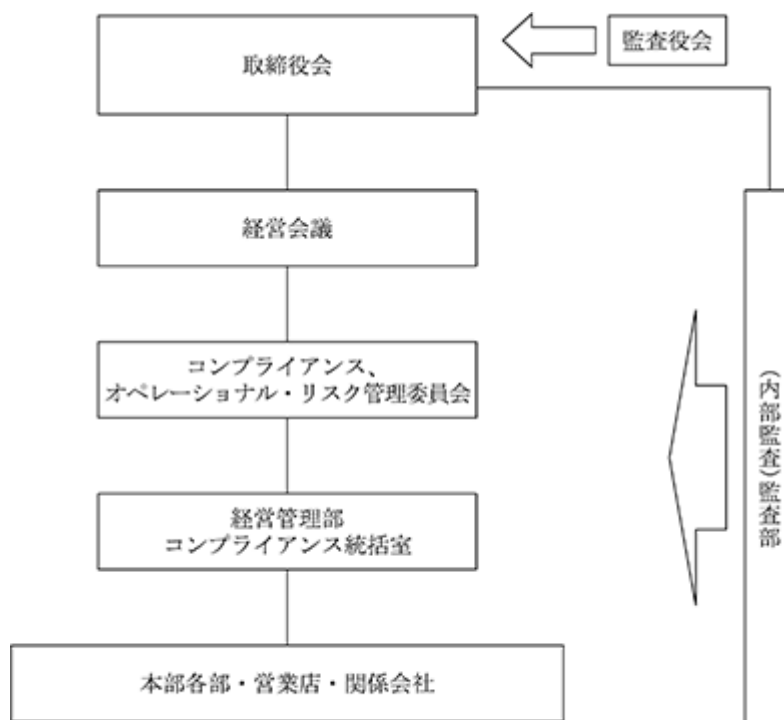 取締役会
監査役会
経営会議
コンプライアンス、
オペレーショナル・リスク管理委員会
経営管理部
コンプライアンス統括室
本部各部・営業店・関係会社
(内部監査)監査部